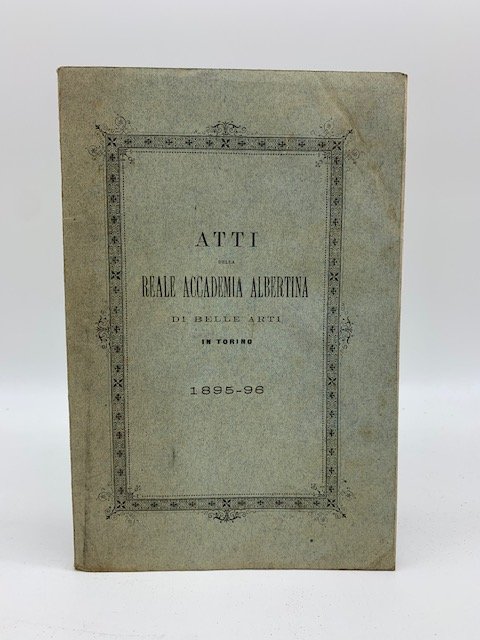 ATTI
DELLA
REALE ACCADEMIA ALBERTINA
DI BELLE ARTI
IN TORINO
1895-96